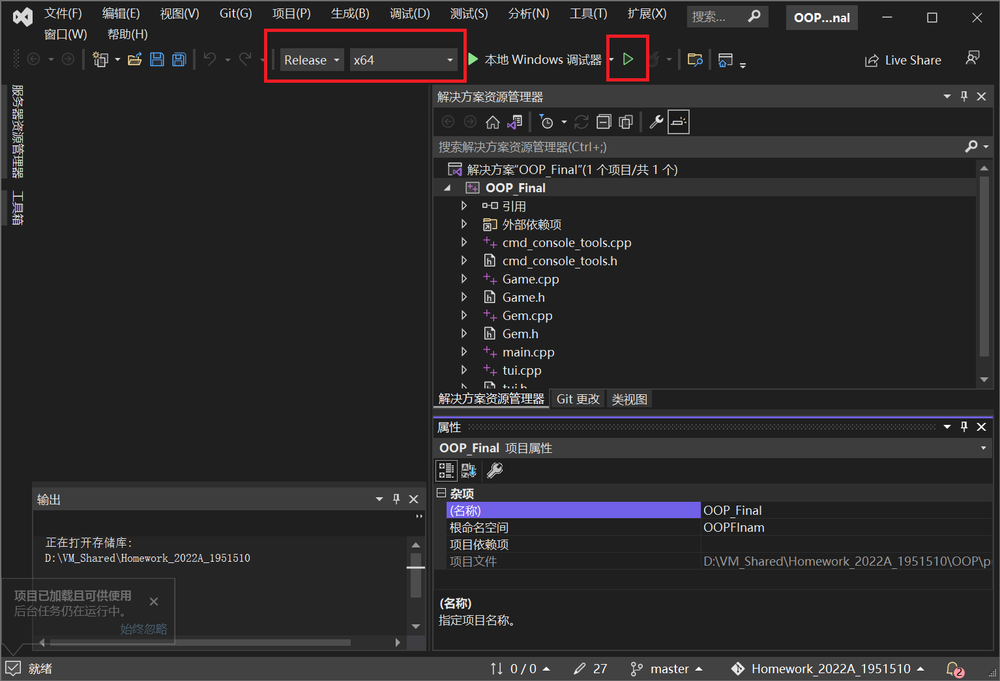 文件(F) 编辑(E) 视图(V) Git(G) 项目(P) 生成(B) 调试(D) 测试(S) 分析(N) 工具(T) 扩展(X) 搜索... OOP...nal
窗口(W) 帮助(H)
Release x64 本地 Windows 调试器 Live Share
服务器资源管理器
工具箱
解决方案资源管理器
搜索解决方案资源管理器(Ctrl+;)
解决方案“OOP_Final”(1 个项目/共 1 个)
OOP_Final
引用
外部依赖项
cmd_console_tools.cpp
cmd_console_tools.h
Game.cpp
Game.h
Gem.cpp
Gem.h
main.cpp
tui.cpp
tui.h
解决方案资源管理器 Git 更改 类视图
属性
OOP_Final 项目属性
杂项
(名称) OOP_Final
根命名空间 OOPFInam
项目依赖项
项目文件 D:\VM_Shared\Homework_2022A_1951510\OOP\p
(名称)
指定项目名称。
输出
正在打开存储库:
D:\VM_Shared\Homework_2022A_1951510
项目已加载且可供使用
后台任务仍在运行中。
始终忽略
就绪 0 / 0 27 master Homework_2022A_1951510 2